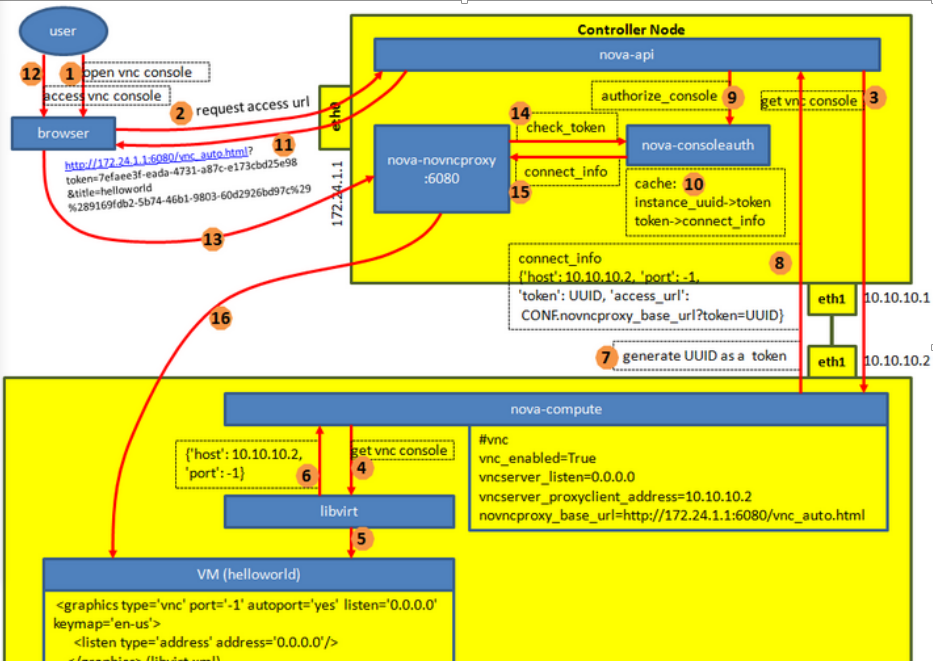 user
Controller Node
nova-api
12
1
open vnc console
access vnc console
2
request access url
browser
11
http://172.24.1.1:6080/vnc_auto.html?
token=7efaee3f-eada-4731-a87c-e173cbd25e98
&title=helloworld
%289169fdb2-5b74-46b1-9803-60d2926bd97c%29
13
eth0
172.24.1.1
authorize_console
9
get vnc console
3
14
check_token
nova-novncproxy
:6080
nova-consoleauth
connect_info
15
cache:
10
instance_uuid->token
token->connect_info
connect_info
8
{'host': 10.10.10.2, 'port': -1,
'token': UUID, 'access_url':
CONF.novncproxy_base_url?token=UUID}
eth1
10.10.10.1
16
7
generate UUID as a token
eth1
10.10.10.2
nova-compute
{'host': 10.10.10.2,
'port': -1}
6
get vnc console
4
#vnc
vnc_enabled=True
vncserver_listen=0.0.0.0
vncserver_proxyclient_address=10.10.10.2
novncproxy_base_url=http://172.24.1.1:6080/vnc_auto.html
libvirt
5
VM (helloworld)
<graphics type='vnc' port='-1' autoport='yes' listen='0.0.0.0'
keymap='en-us'>
<listen type='address' address='0.0.0.0'/>
</graphics> (libvirt.xml)